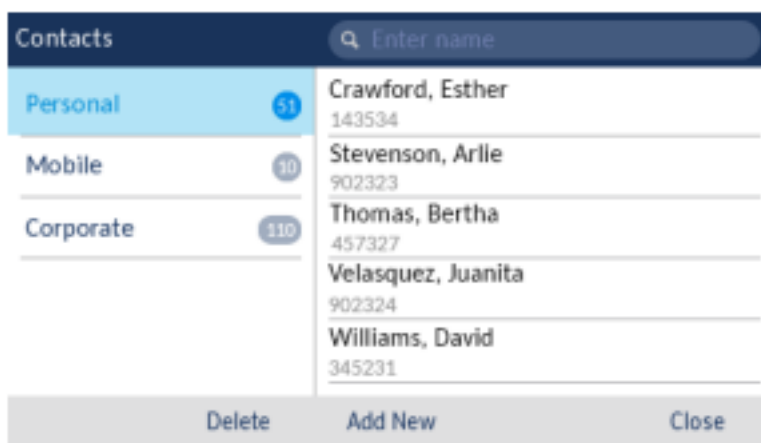 Contacts
Enter name
Personal 51
Mobile 10
Corporate 110
Crawford, Esther
143534
Stevenson, Arlie
902323
Thomas, Bertha
457327
Velasquez, Juanita
902324
Williams, David
345231
Delete Add New Close